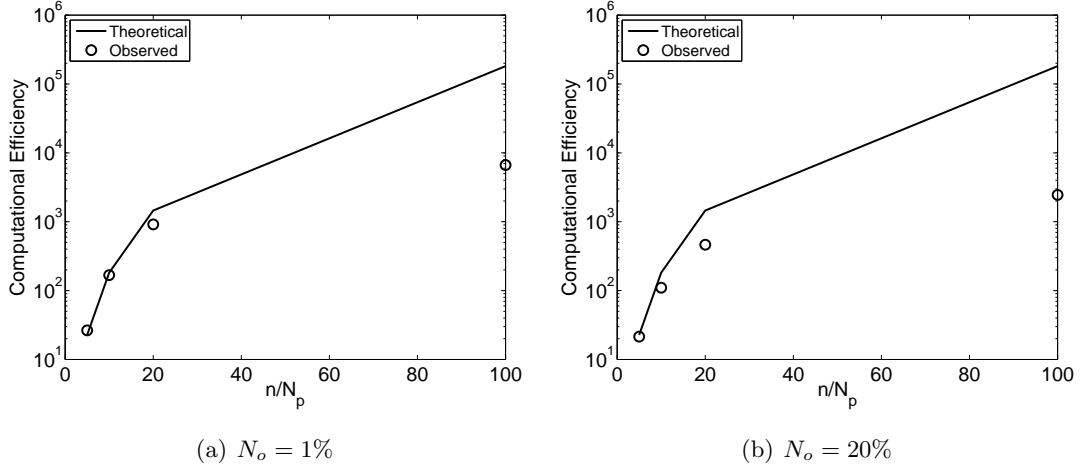 10^6
10^5
10^4
10^3
10^2
10^1
Computational Efficiency
Theoretical
Observed
0 20 40 60 80 100
n/N_p
(a) N_o = 1%
10^6
10^5
10^4
10^3
10^2
10^1
Computational Efficiency
Theoretical
Observed
0 20 40 60 80 100
n/N_p
(b) N_o = 20%